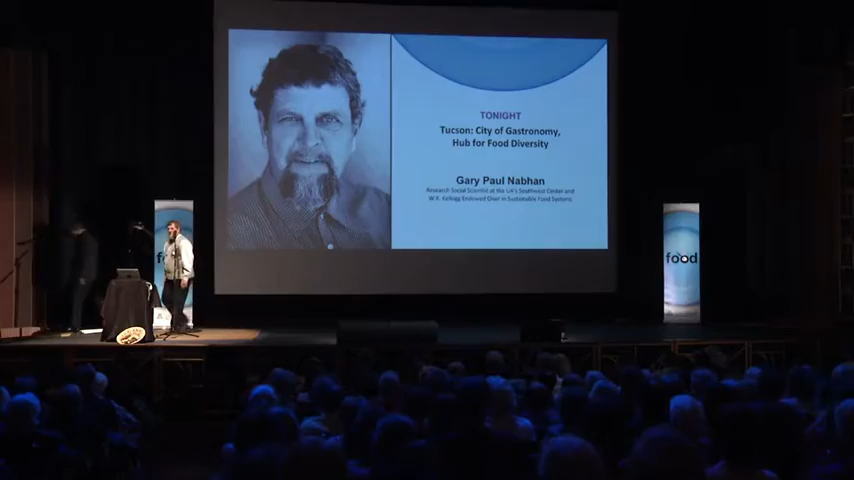 TONIGHT
Tucson: City of Gastronomy,
Hub for Food Diversity
Gary Paul Nabhan
Research Social Scientist at the UA's Southwest Center and
W.K. Kellogg Endowed Chair in Sustainable Food Systems
food